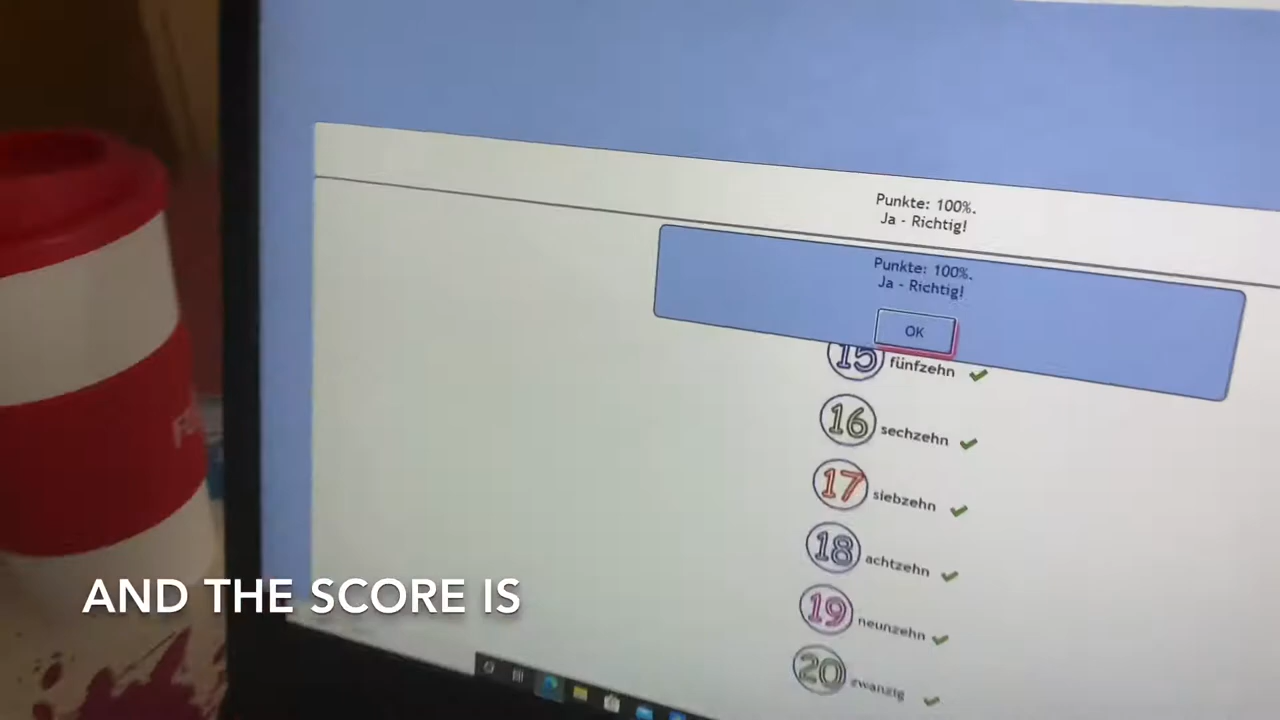 Punkte: 100%.
Ja - Richtig!
Punkte: 100%.
Ja - Richtig!
OK
15 fünfzehn
16 sechzehn
17 siebzehn
18 achtzehn
19 neunzehn
20 zwanzig
AND THE SCORE IS